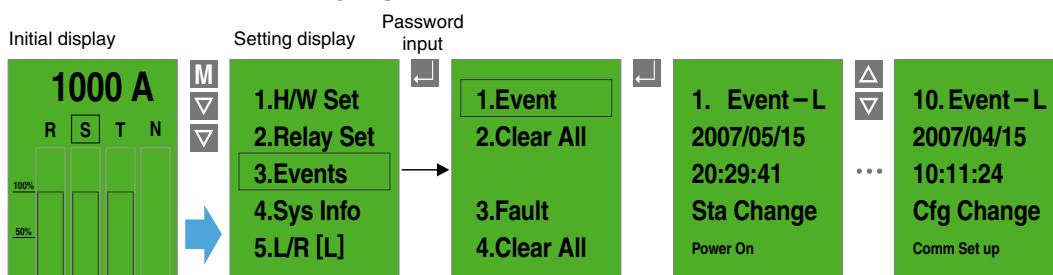 Initial display
Setting display
Password
input
1000 A
R S T N
100%
50%
M
1.H/W Set
2.Relay Set
3.Events
4.Sys Info
5.L/R [L]
1.Event
2.Clear All
3.Fault
4.Clear All
1. Event–L
2007/05/15
20:29:41
Sta Change
Power On
...
10. Event–L
2007/04/15
10:11:24
Cfg Change
Comm Set up